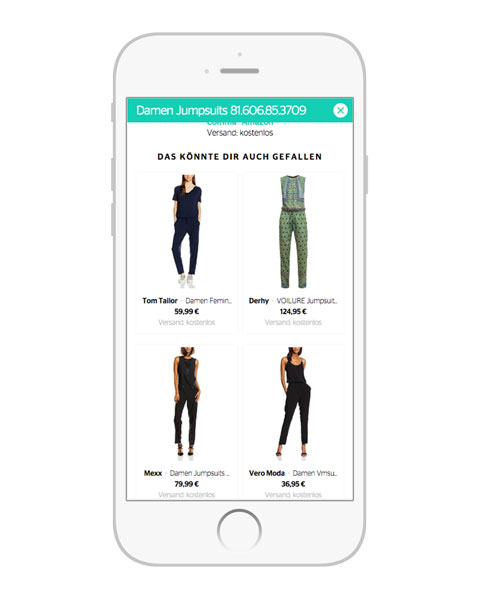 Damen Jumpsuits 81.606.85.3709
Comma · Amazon
Versand: kostenlos
DAS KÖNNTE DIR AUCH GEFALLEN
Tom Tailor · Damen Femin...
59,99 €
Versand: kostenlos
Derhy · VOILURE Jumpsuit...
124,95 €
Versand: kostenlos
Mexx · Damen Jumpsuits ...
79,99 €
Versand: kostenlos
Vero Moda · Damen Vmsu...
36,95 €
Versand: kostenlos